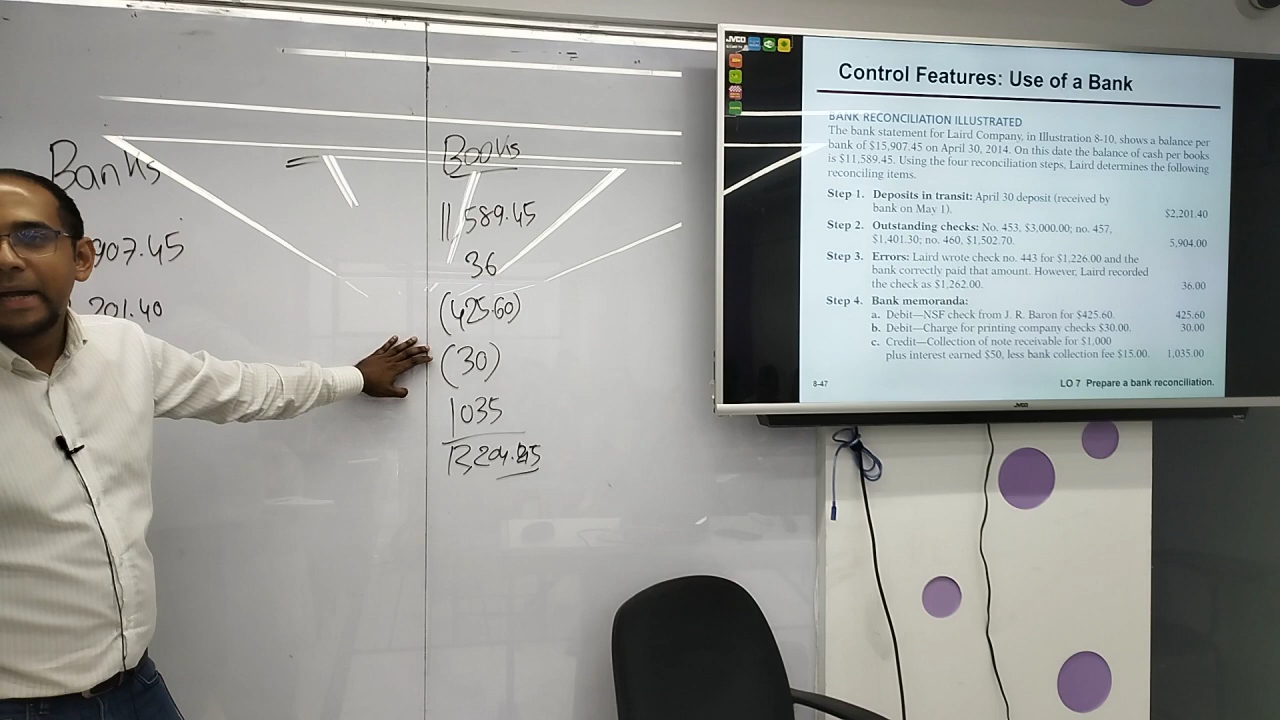 Banks
=
Books
907.45
201.40
11,589.45
36
(425.60)
(30)
1035
JVCO
Control Features: Use of a Bank
BANK RECONCILIATION ILLUSTRATED
The bank statement for Laird Company, in Illustration 8-10, shows a balance per
bank of $15,907.45 on April 30, 2014. On this date the balance of cash per books
is $11,589.45. Using the four reconciliation steps, Laird determines the following
reconciling items.
Step 1. Deposits in transit: April 30 deposit (received by
bank on May 1). $2,201.40
Step 2. Outstanding checks: No. 453, $3,000.00; no. 457,
$1,401.30; no. 460, $1,502.70. 5,904.00
Step 3. Errors: Laird wrote check no. 443 for $1,226.00 and the
bank correctly paid that amount. However, Laird recorded
the check as $1,262.00. 36.00
Step 4. Bank memoranda:
a. Debit—NSF check from J. R. Baron for $425.60. 425.60
b. Debit—Charge for printing company checks $30.00. 30.00
c. Credit—Collection of note receivable for $1,000
plus interest earned $50, less bank collection fee $15.00. 1,035.00
8-47
LO 7 Prepare a bank reconciliation.
JVCO